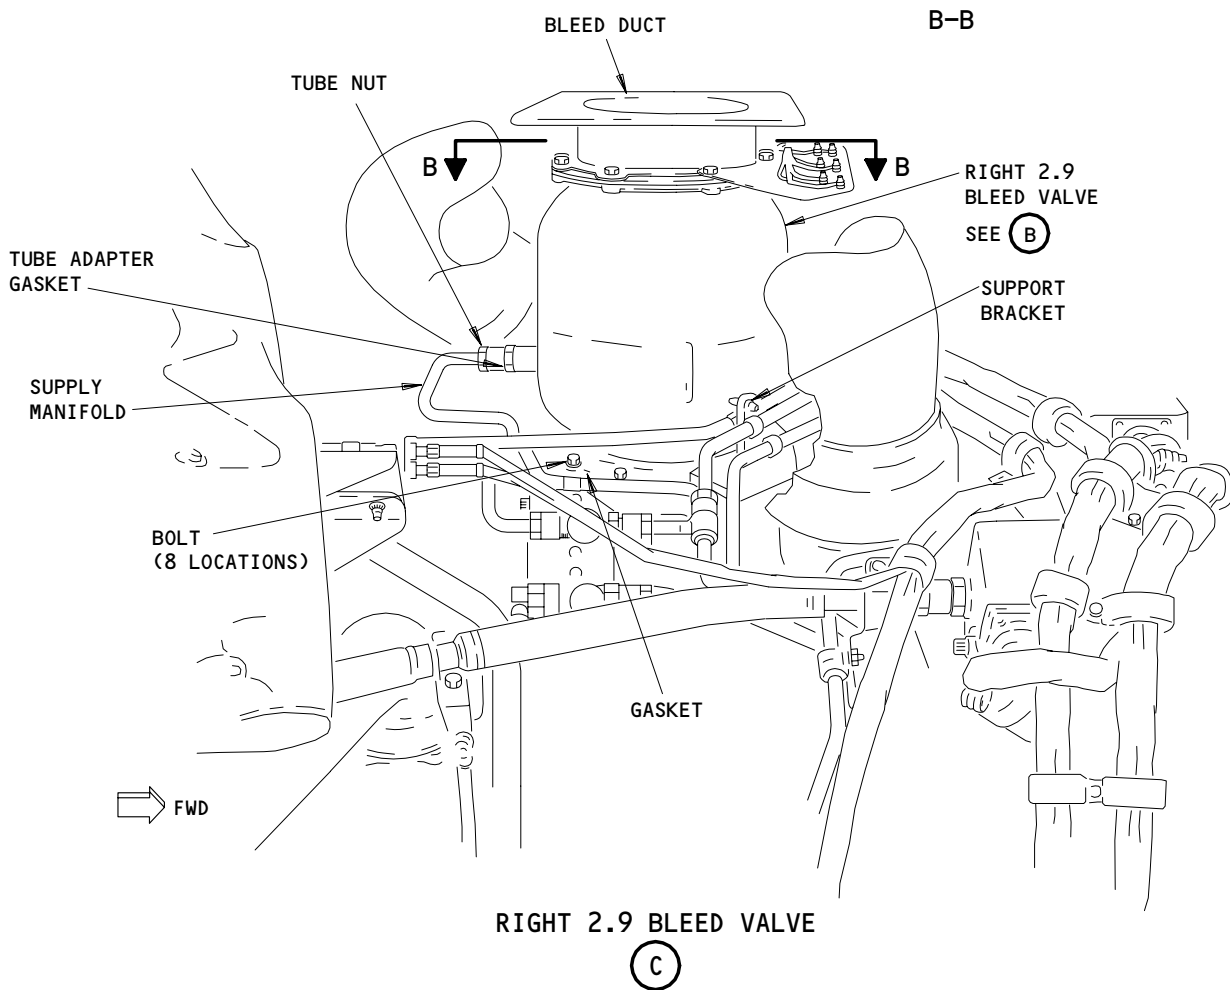 B-B
BLEED DUCT
TUBE NUT
B
B
RIGHT 2.9
BLEED VALVE
SEE B
TUBE ADAPTER
GASKET
SUPPORT
BRACKET
SUPPLY
MANIFOLD
BOLT
(8 LOCATIONS)
GASKET
FWD
RIGHT 2.9 BLEED VALVE
C